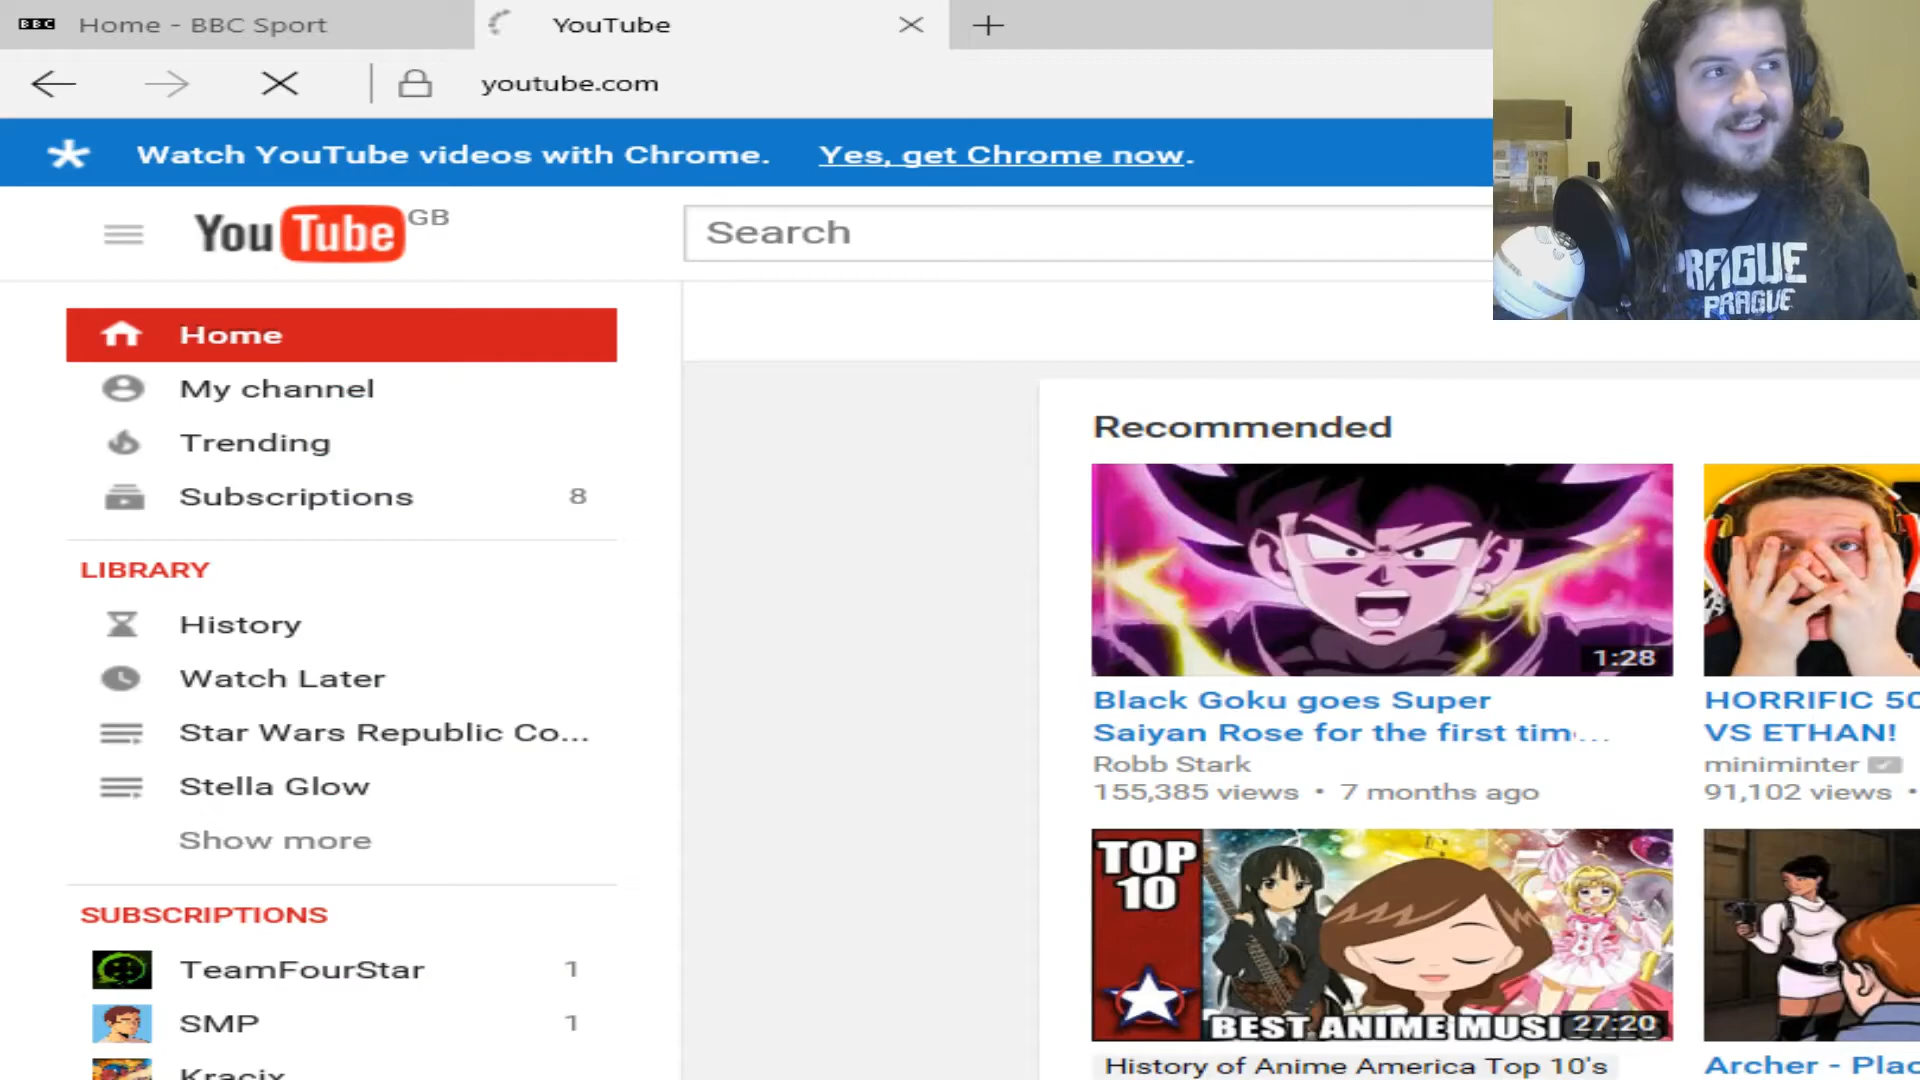 BBC Home - BBC Sport
YouTube
youtube.com
Watch YouTube videos with Chrome. Yes, get Chrome now.
YouTube GB
Search
PRAGUE
PRAGUE
Home
My channel
Trending
Subscriptions 8
LIBRARY
History
Watch Later
Star Wars Republic Co...
Stella Glow
Show more
SUBSCRIPTIONS
TeamFourStar 1
SMP 1
Kracix
Recommended
1:28
Black Goku goes Super
Saiyan Rose for the first tim...
Robb Stark
155,385 views • 7 months ago
HORRIFIC 50
VS ETHAN!
miniminter
91,102 views •
TOP
10
BEST ANIME MUSI
27:20
History of Anime America Top 10's
Archer - Plac